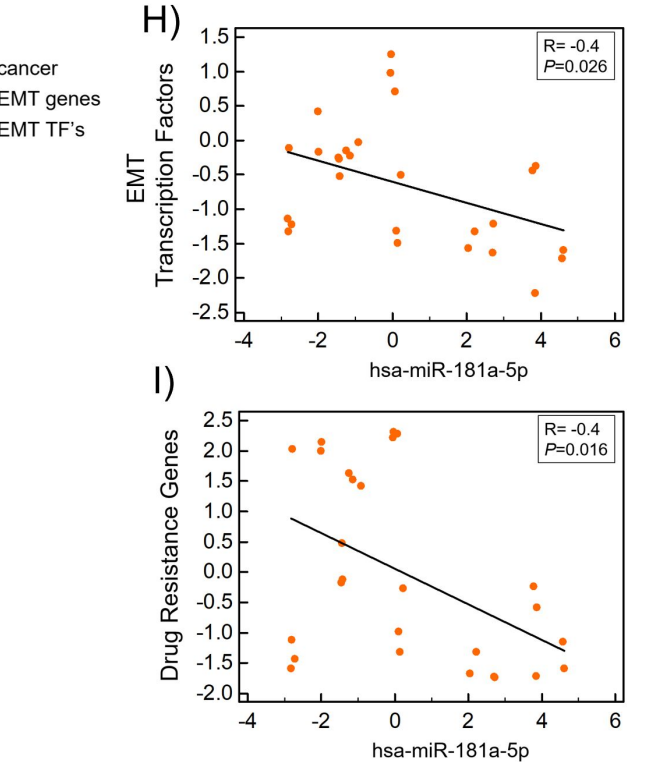 cancer
EMT genes
EMT TF's
H)
R= -0.4
P=0.026
EMT
Transcription Factors
1.5
1.0
0.5
0.0
-0.5
-1.0
-1.5
-2.0
-2.5
-4 -2 0 2 4 6
hsa-miR-181a-5p
I)
R= -0.4
P=0.016
Drug Resistance Genes
2.5
2.0
1.5
1.0
0.5
0.0
-0.5
-1.0
-1.5
-2.0
-4 -2 0 2 4 6
hsa-miR-181a-5p